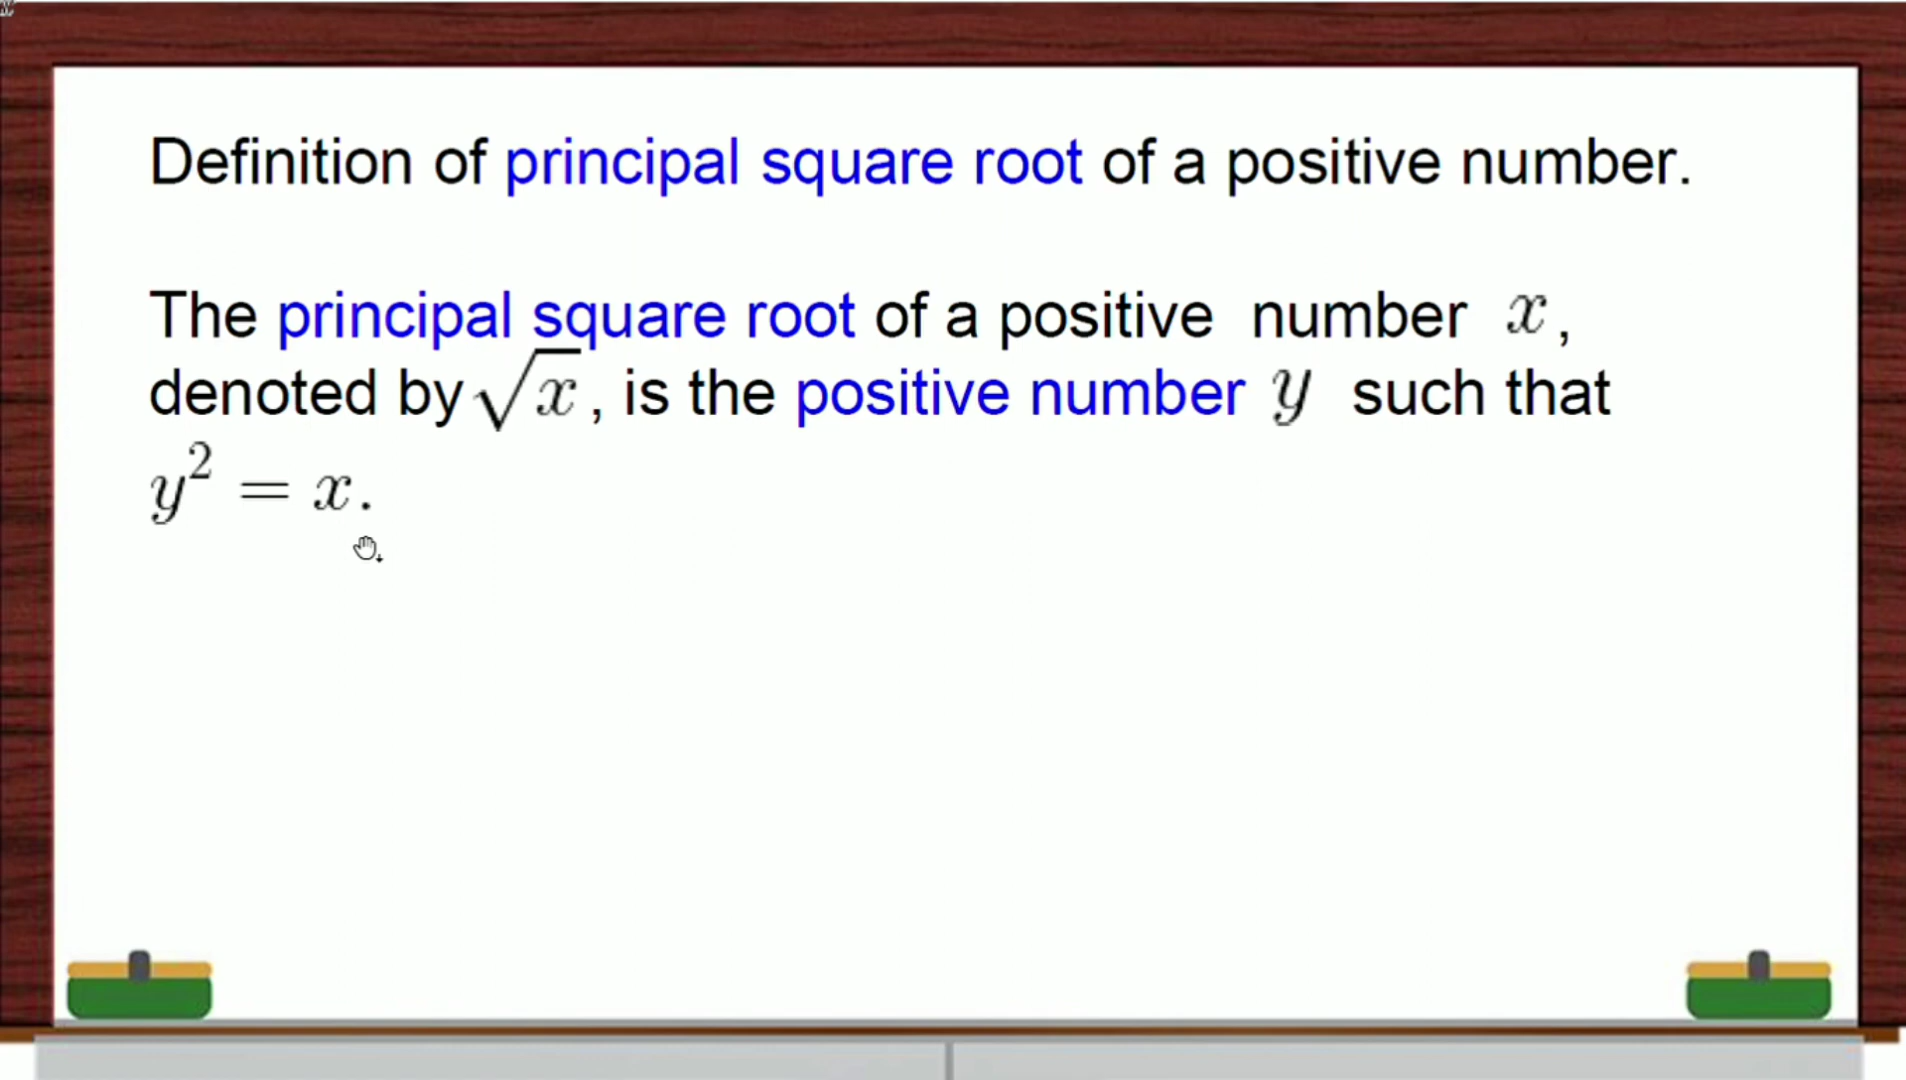 Definition of principal square root of a positive number.
The principal square root of a positive number x,
denoted by √x, is the positive number y such that
y² = x.